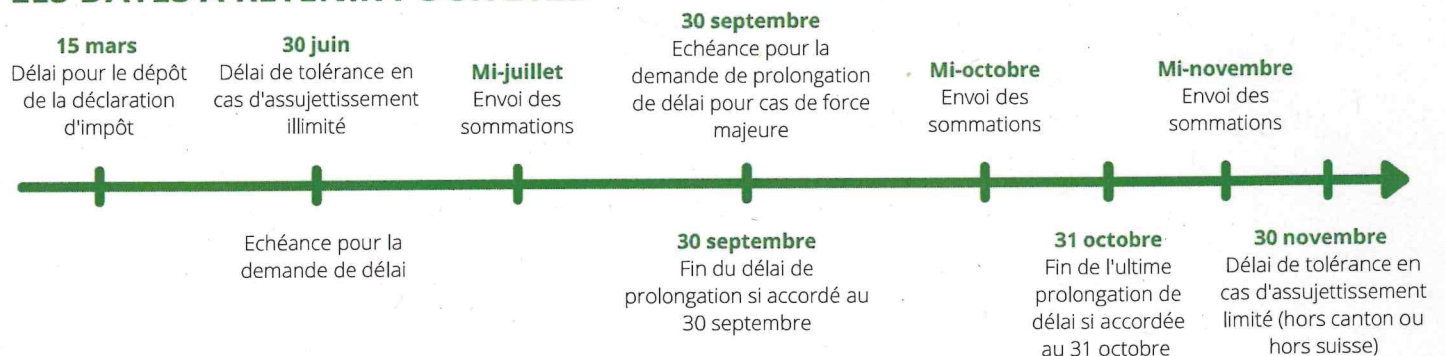 15 mars
Délai pour le dépôt
de la déclaration
d'impôt
30 juin
Délai de tolérance en
cas d'assujettissement
illimité
Mi-juillet
Envoi des
sommations
30 septembre
Echéance pour la
demande de prolongation
de délai pour cas de force
majeure
Mi-octobre
Envoi des
sommations
Mi-novembre
Envoi des
sommations
Echéance pour la
demande de délai
30 septembre
Fin du délai de
prolongation si accordé au
30 septembre
31 octobre
Fin de l'ultime
prolongation de
délai si accordée
au 31 octobre
30 novembre
Délai de tolérance en
cas d'assujettissement
limité (hors canton ou
hors suisse)